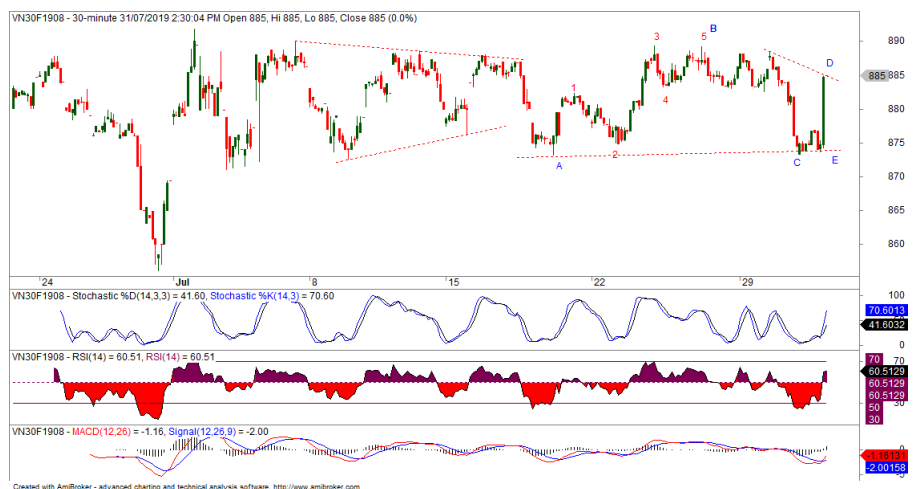 VN30F1908 - 30-minute 31/07/2019 2:30:04 PM Open 885, Hi 885, Lo 885, Close 885 (0.0%)
890
885
885
880
875
870
865
860
1
2
3
4
5
A
B
C
D
E
24 Jul 8 15 22 29
VN30F1908 - Stochastic %D(14,3,3) = 41.60, Stochastic %K(14,3) = 70.60
100
70.6013
41.6032
0
VN30F1908 - RSI(14) = 60.51, RSI(14) = 60.51
70 70
60.5129
60.5129
60.5129
50
30
30
VN30F1908 - MACD(12,26) = -1.16, Signal(12,26,9) = -2.00
0
-1.16131
-2.00158
-5
Created with AmiBroker - advanced charting and technical analysis software. http://www.amibroker.com